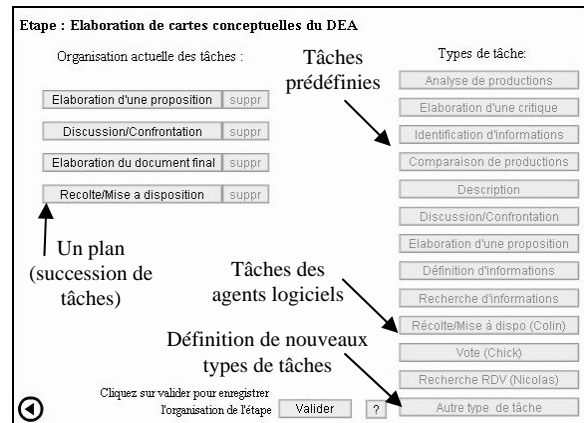 Etape : Elaboration de cartes conceptuelles du DEA
Organisation actuelle des tâches :
Elaboration d'une proposition suppr
Discussion/Confrontation suppr
Elaboration du document final suppr
Recolte/Mise a disposition suppr
Un plan
(succession de
tâches)
Tâches
prédéfinies
Types de tâche:
Analyse de productions
Elaboration d'une critique
Identification d'informations
Comparaison de productions
Description
Discussion/Confrontation
Elaboration d'une proposition
Définition d'informations
Recherche d'informations
Récolte/Mise à dispo (Colin)
Vote (Chick)
Recherche RDV (Nicolas)
Autre type de tâche
Tâches des
agents logiciels
Définition de nouveaux
types de tâches
Cliquez sur valider pour enregistrer
l'organisation de l'étape
Valider
?